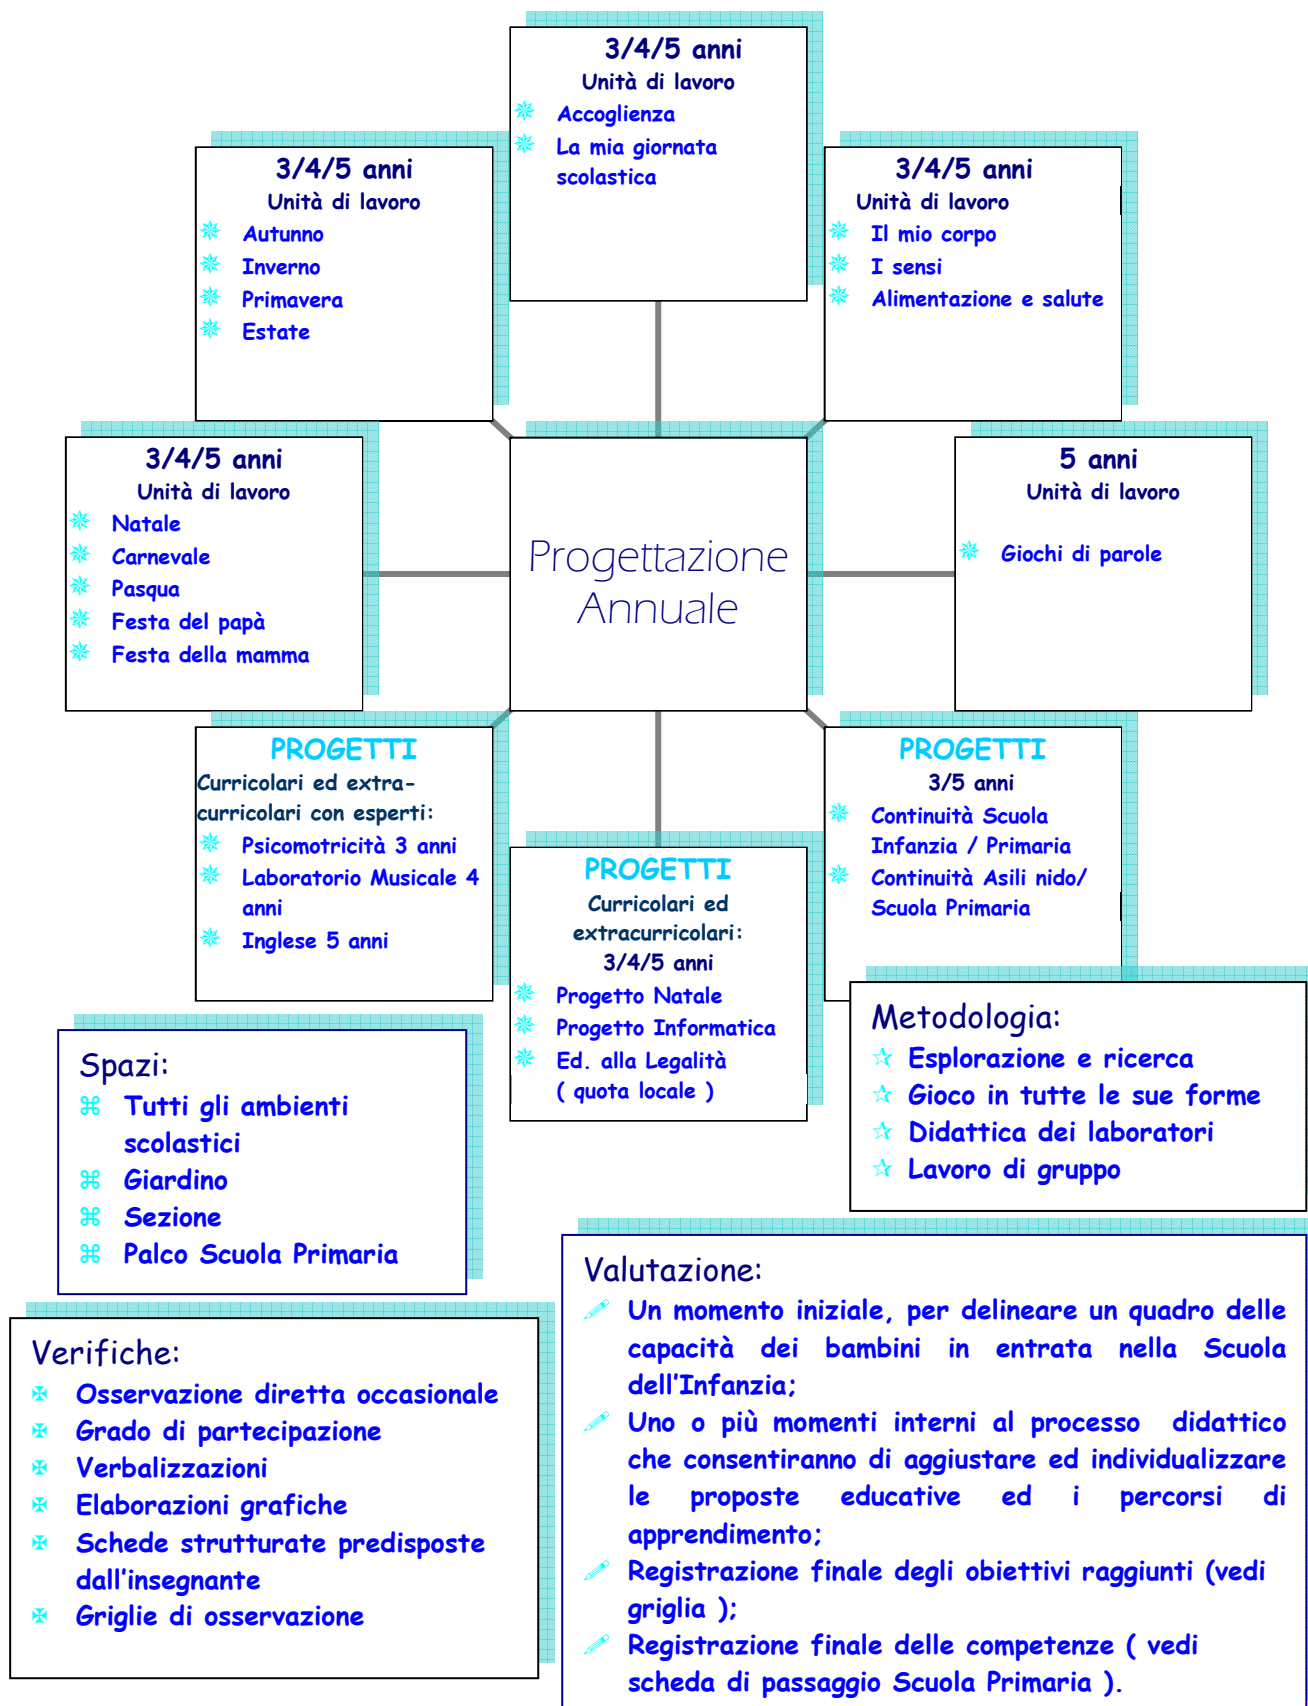 3/4/5 anni
Unità di lavoro
Accoglienza
La mia giornata
scolastica
3/4/5 anni
Unità di lavoro
Autunno
Inverno
Primavera
Estate
3/4/5 anni
Unità di lavoro
Il mio corpo
I sensi
Alimentazione e salute
3/4/5 anni
Unità di lavoro
Natale
Carnevale
Pasqua
Festa del papà
Festa della mamma
Progettazione
Annuale
5 anni
Unità di lavoro
Giochi di parole
PROGETTI
Curricolari ed extra-
curricolari con esperti:
Psicomotricità 3 anni
Laboratorio Musicale 4
anni
Inglese 5 anni
PROGETTI
Curricolari ed
extracurricolari:
3/4/5 anni
Progetto Natale
Progetto Informatica
Ed. alla Legalità
( quota locale )
PROGETTI
3/5 anni
Continuità Scuola
Infanzia / Primaria
Continuità Asili nido/
Scuola Primaria
Spazi:
Tutti gli ambienti
scolastici
Giardino
Sezione
Palco Scuola Primaria
Metodologia:
Esplorazione e ricerca
Gioco in tutte le sue forme
Didattica dei laboratori
Lavoro di gruppo
Verifiche:
Osservazione diretta occasionale
Grado di partecipazione
Verbalizzazioni
Elaborazioni grafiche
Schede strutturate predisposte
dall'insegnante
Griglie di osservazione
Valutazione:
Un momento iniziale, per delineare un quadro delle
capacità dei bambini in entrata nella Scuola
dell'Infanzia;
Uno o più momenti interni al processo didattico
che consentiranno di aggiustare ed individualizzare
le proposte educative ed i percorsi di
apprendimento;
Registrazione finale degli obiettivi raggiunti (vedi
griglia );
Registrazione finale delle competenze ( vedi
scheda di passaggio Scuola Primaria ).